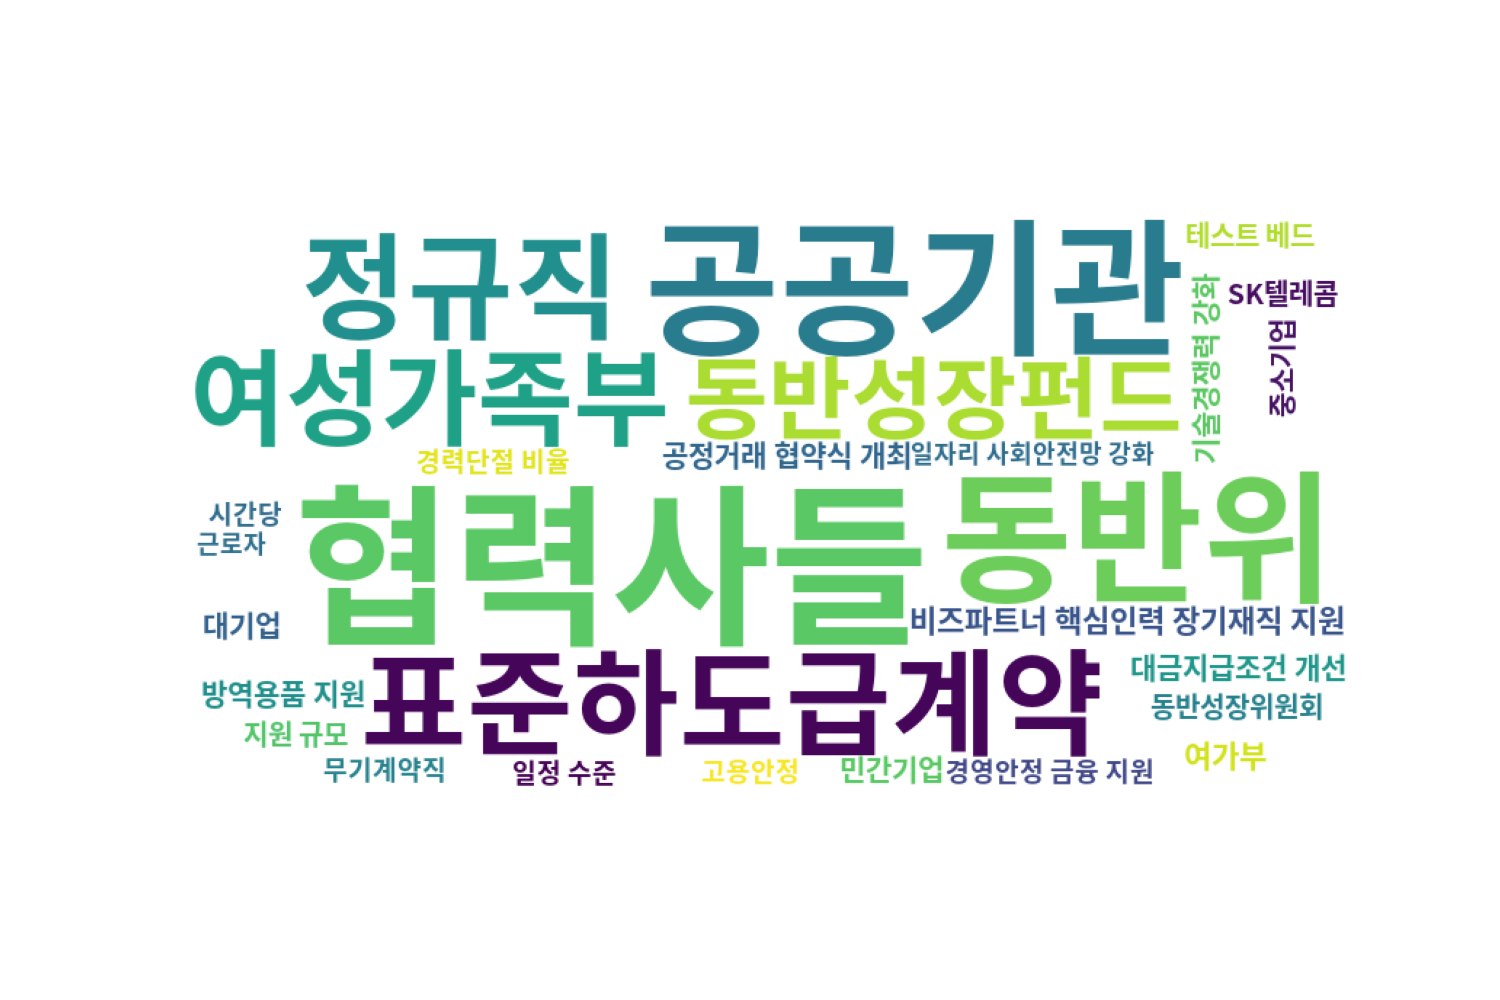 정규직
공공기관
테스트 베드
SK텔레콤
기술경쟁력 강화
중소기업
여성가족부
동반성장펀드
경력단절 비율
공정거래 협약식 개최
일자리 사회안전망 강화
시간당
근로자
협력사들
동반위
대기업
비즈파트너 핵심인력 장기재직 지원
표준하도급계약
대금지급조건 개선
방역용품 지원
동반성장위원회
지원 규모
여가부
무기계약직
일정 수준
고용안정
민간기업
경영안정 금융 지원